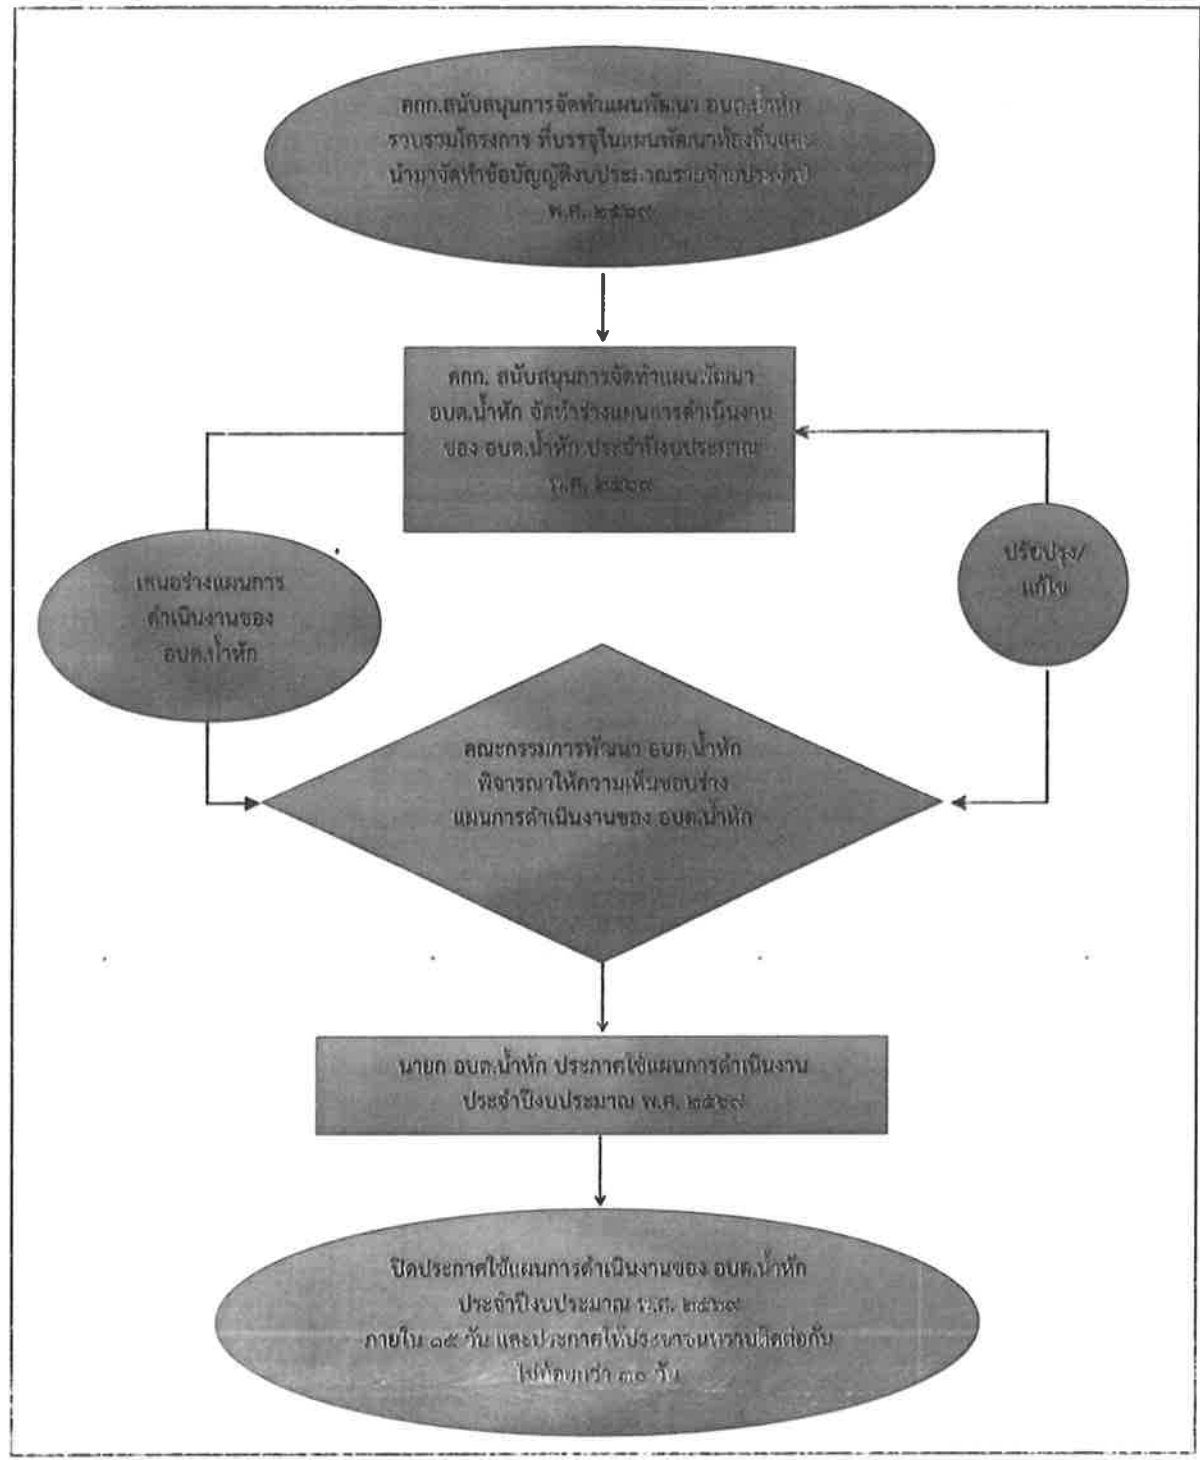 คกก.สนับสนุนการจัดทำแผนพัฒนา อบต.น้ำหัก
รวบรวมโครงการ ที่บรรจุในแผนพัฒนาท้องถิ่นและ
นำมาจัดทำข้อบัญญัติงบประมาณรายจ่ายประจำปี
พ.ศ. ๒๕๖๙
คกก. สนับสนุนการจัดทำแผนพัฒนา
อบต.น้ำหัก จัดทำร่างแผนการดำเนินงาน
ของ อบต.น้ำหัก ประจำปีงบประมาณ
พ.ศ. ๒๕๖๙
ปรับปรุง/
แก้ไข
เสนอร่างแผนการ
ดำเนินงานของ
อบต.น้ำหัก
คณะกรรมการพัฒนา อบต.น้ำหัก
พิจารณาให้ความเห็นชอบร่าง
แผนการดำเนินงานของ อบต.น้ำหัก
นายก อบต.น้ำหัก ประกาศใช้แผนการดำเนินงาน
ประจำปีงบประมาณ พ.ศ. ๒๕๖๙
ปิดประกาศใช้แผนการดำเนินงานของ อบต.น้ำหัก
ประจำปีงบประมาณ พ.ศ. ๒๕๖๙
ภายใน ๑๕ วัน และประกาศให้ประชาชนทราบติดต่อกัน
ไม่น้อยกว่า ๓๐ วัน